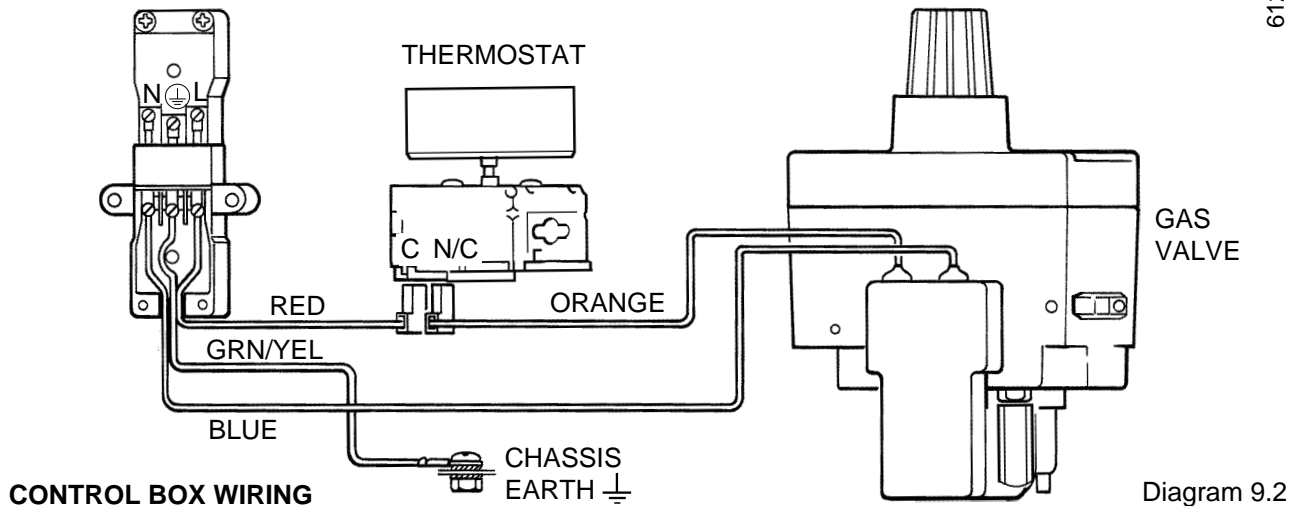 THERMOSTAT
N L
C N/C
GAS
VALVE
RED
ORANGE
GRN/YEL
BLUE
CHASSIS
EARTH
CONTROL BOX WIRING
Diagram 9.2